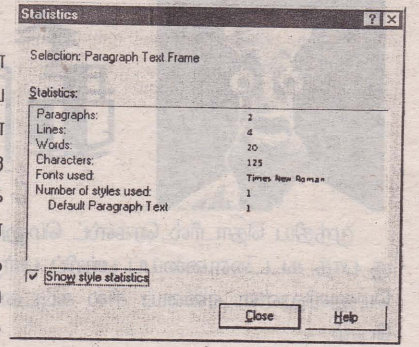 Statistics
Selection: Paragraph Text Frame
Statistics:
Paragraphs: 2
Lines: 4
Words: 20
Characters: 125
Fonts used: Times New Roman
Number of styles used: 1
Default Paragraph Text 1
Show style statistics
Close Help